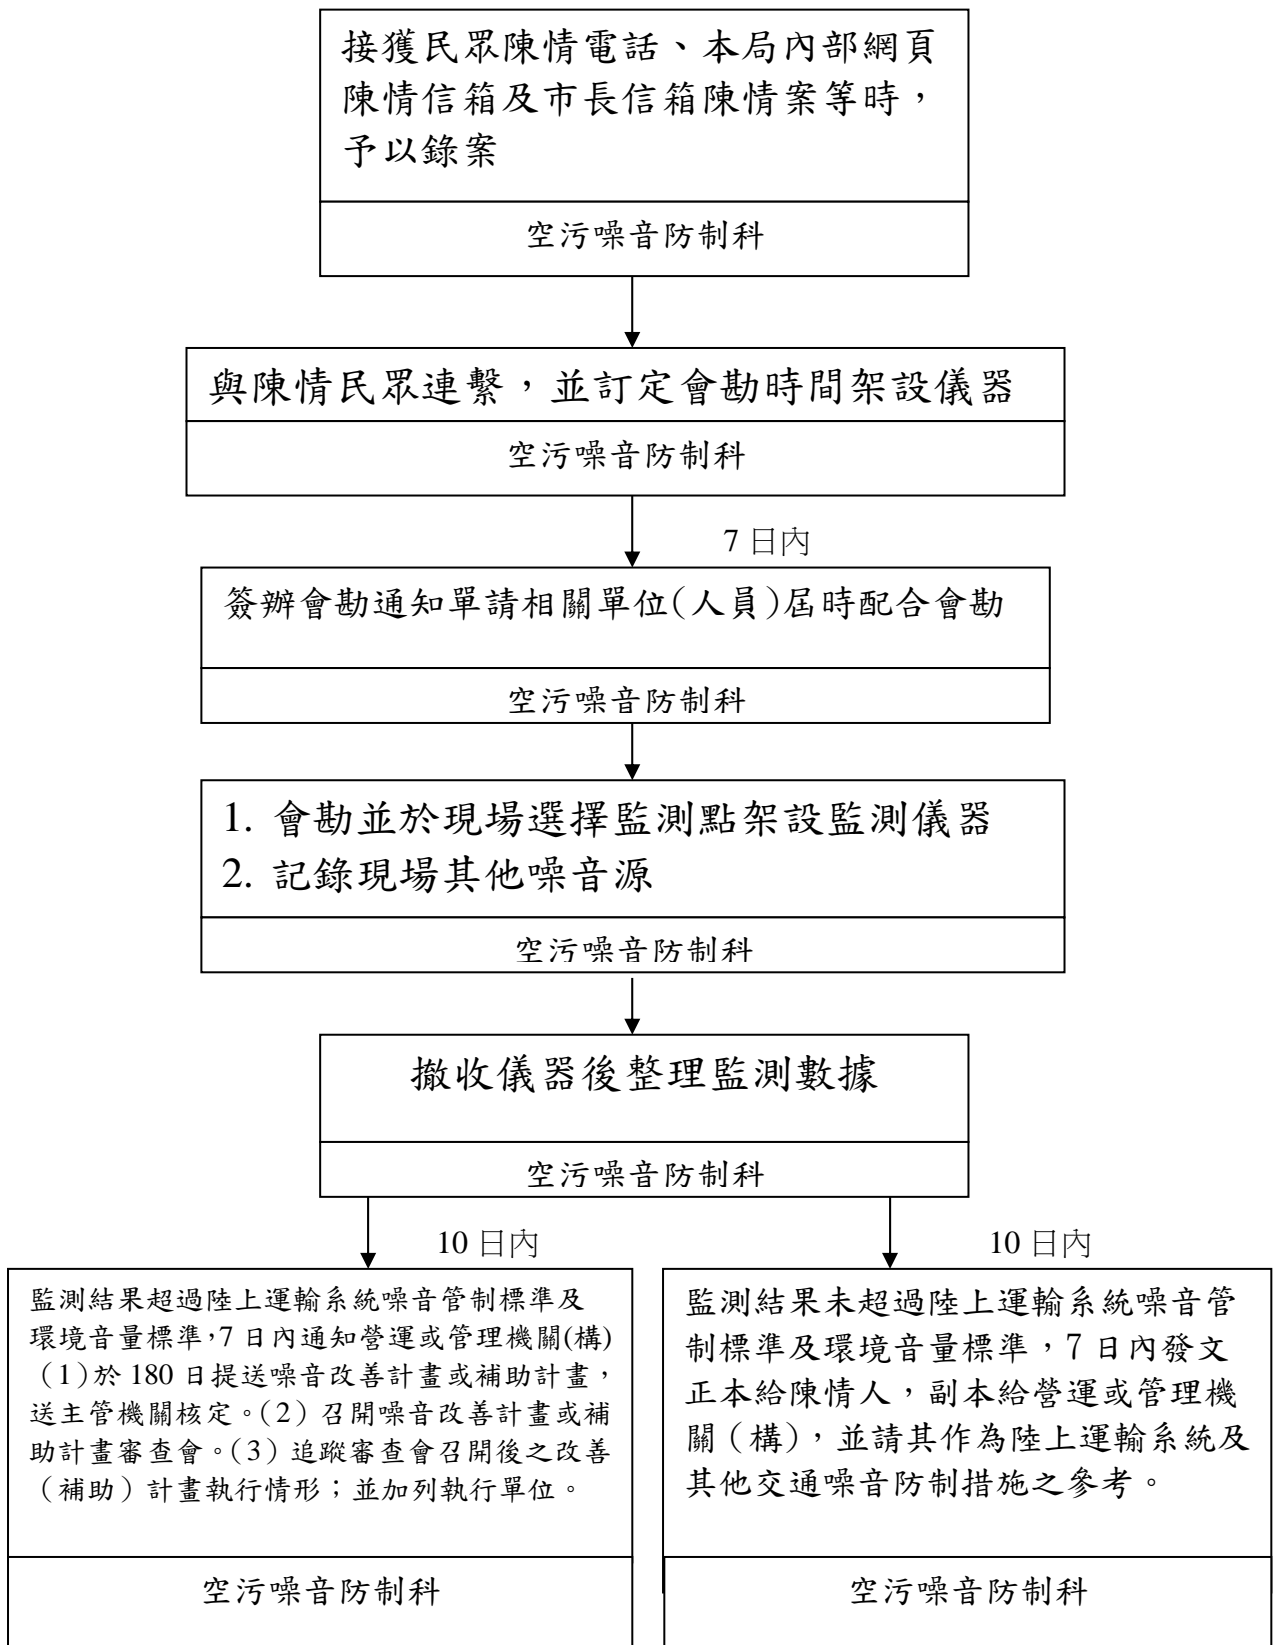 接獲民眾陳情電話、本局內部網頁
陳情信箱及市長信箱陳情案等時，
予以錄案
空污噪音防制科
與陳情民眾連繫，並訂定會勘時間架設儀器
空污噪音防制科
7 日內
簽辦會勘通知單請相關單位(人員)屆時配合會勘
空污噪音防制科
1. 會勘並於現場選擇監測點架設監測儀器
2. 記錄現場其他噪音源
空污噪音防制科
撤收儀器後整理監測數據
空污噪音防制科
10 日內
10 日內
監測結果超過陸上運輸系統噪音管制標準及
環境音量標準，7 日內通知營運或管理機關(構)
（1）於 180 日提送噪音改善計畫或補助計畫，
送主管機關核定。（2）召開噪音改善計畫或補
助計畫審查會。（3）追蹤審查會召開後之改善
（補助）計畫執行情形；並加列執行單位。
空污噪音防制科
監測結果未超過陸上運輸系統噪音管
制標準及環境音量標準，7 日內發文
正本給陳情人，副本給營運或管理機
關（構），並請其作為陸上運輸系統及
其他交通噪音防制措施之參考。
空污噪音防制科